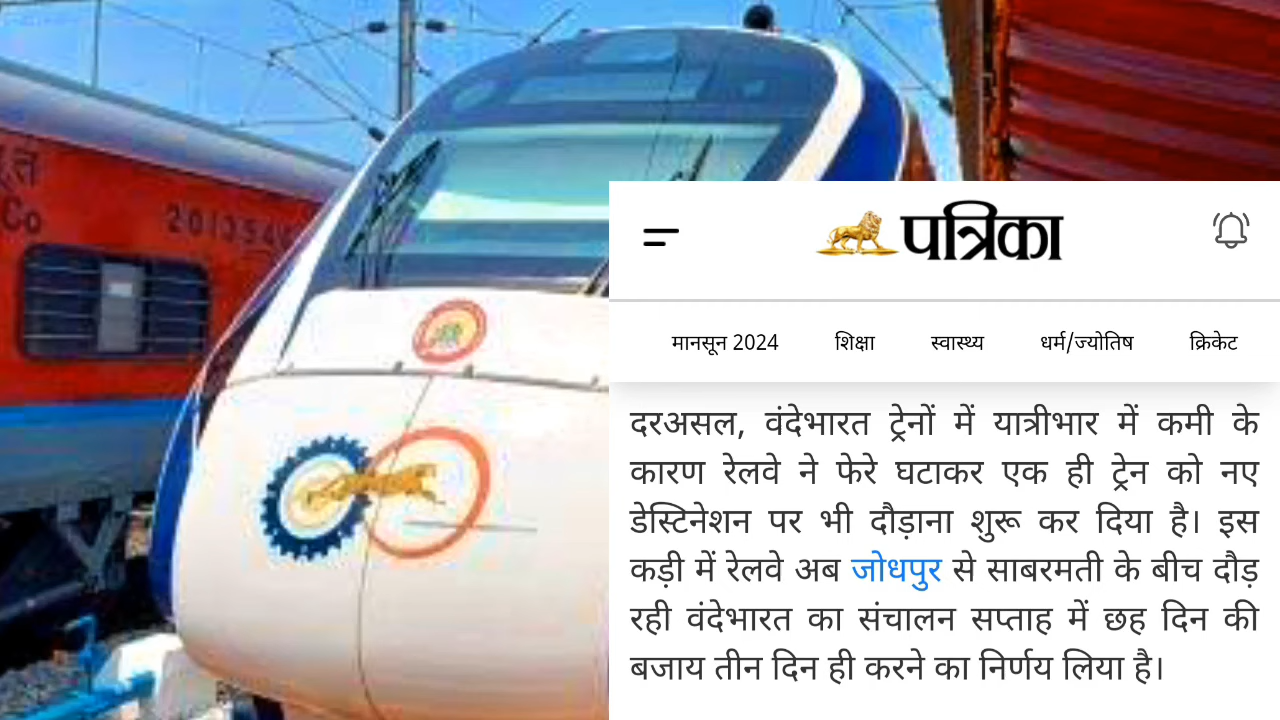 Co
पत्रिका
मानसून 2024 शिक्षा स्वास्थ्य धर्म/ज्योतिष क्रिकेट
दरअसल, वंदेभारत ट्रेनों में यात्रीभार में कमी के
कारण रेलवे ने फेरे घटाकर एक ही ट्रेन को नए
डेस्टिनेशन पर भी दौड़ाना शुरू कर दिया है। इस
कड़ी में रेलवे अब जोधपुर से साबरमती के बीच दौड़
रही वंदेभारत का संचालन सप्ताह में छह दिन की
बजाय तीन दिन ही करने का निर्णय लिया है।